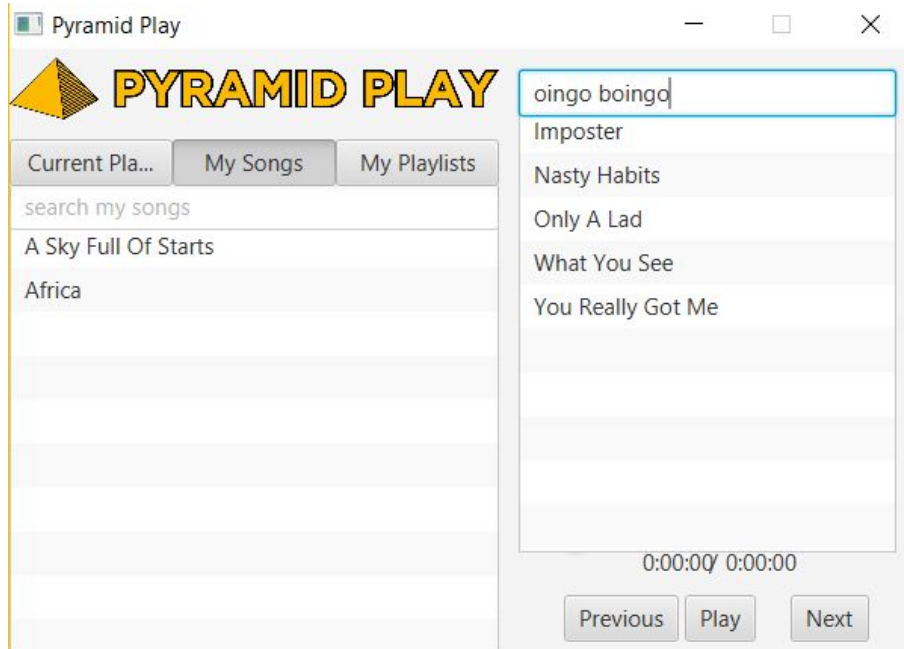 Pyramid Play
PYRAMID PLAY
Current Pla...
My Songs
My Playlists
search my songs
A Sky Full Of Starts
Africa
oingo boingo
Imposter
Nasty Habits
Only A Lad
What You See
You Really Got Me
0:00:00/ 0:00:00
Previous
Play
Next